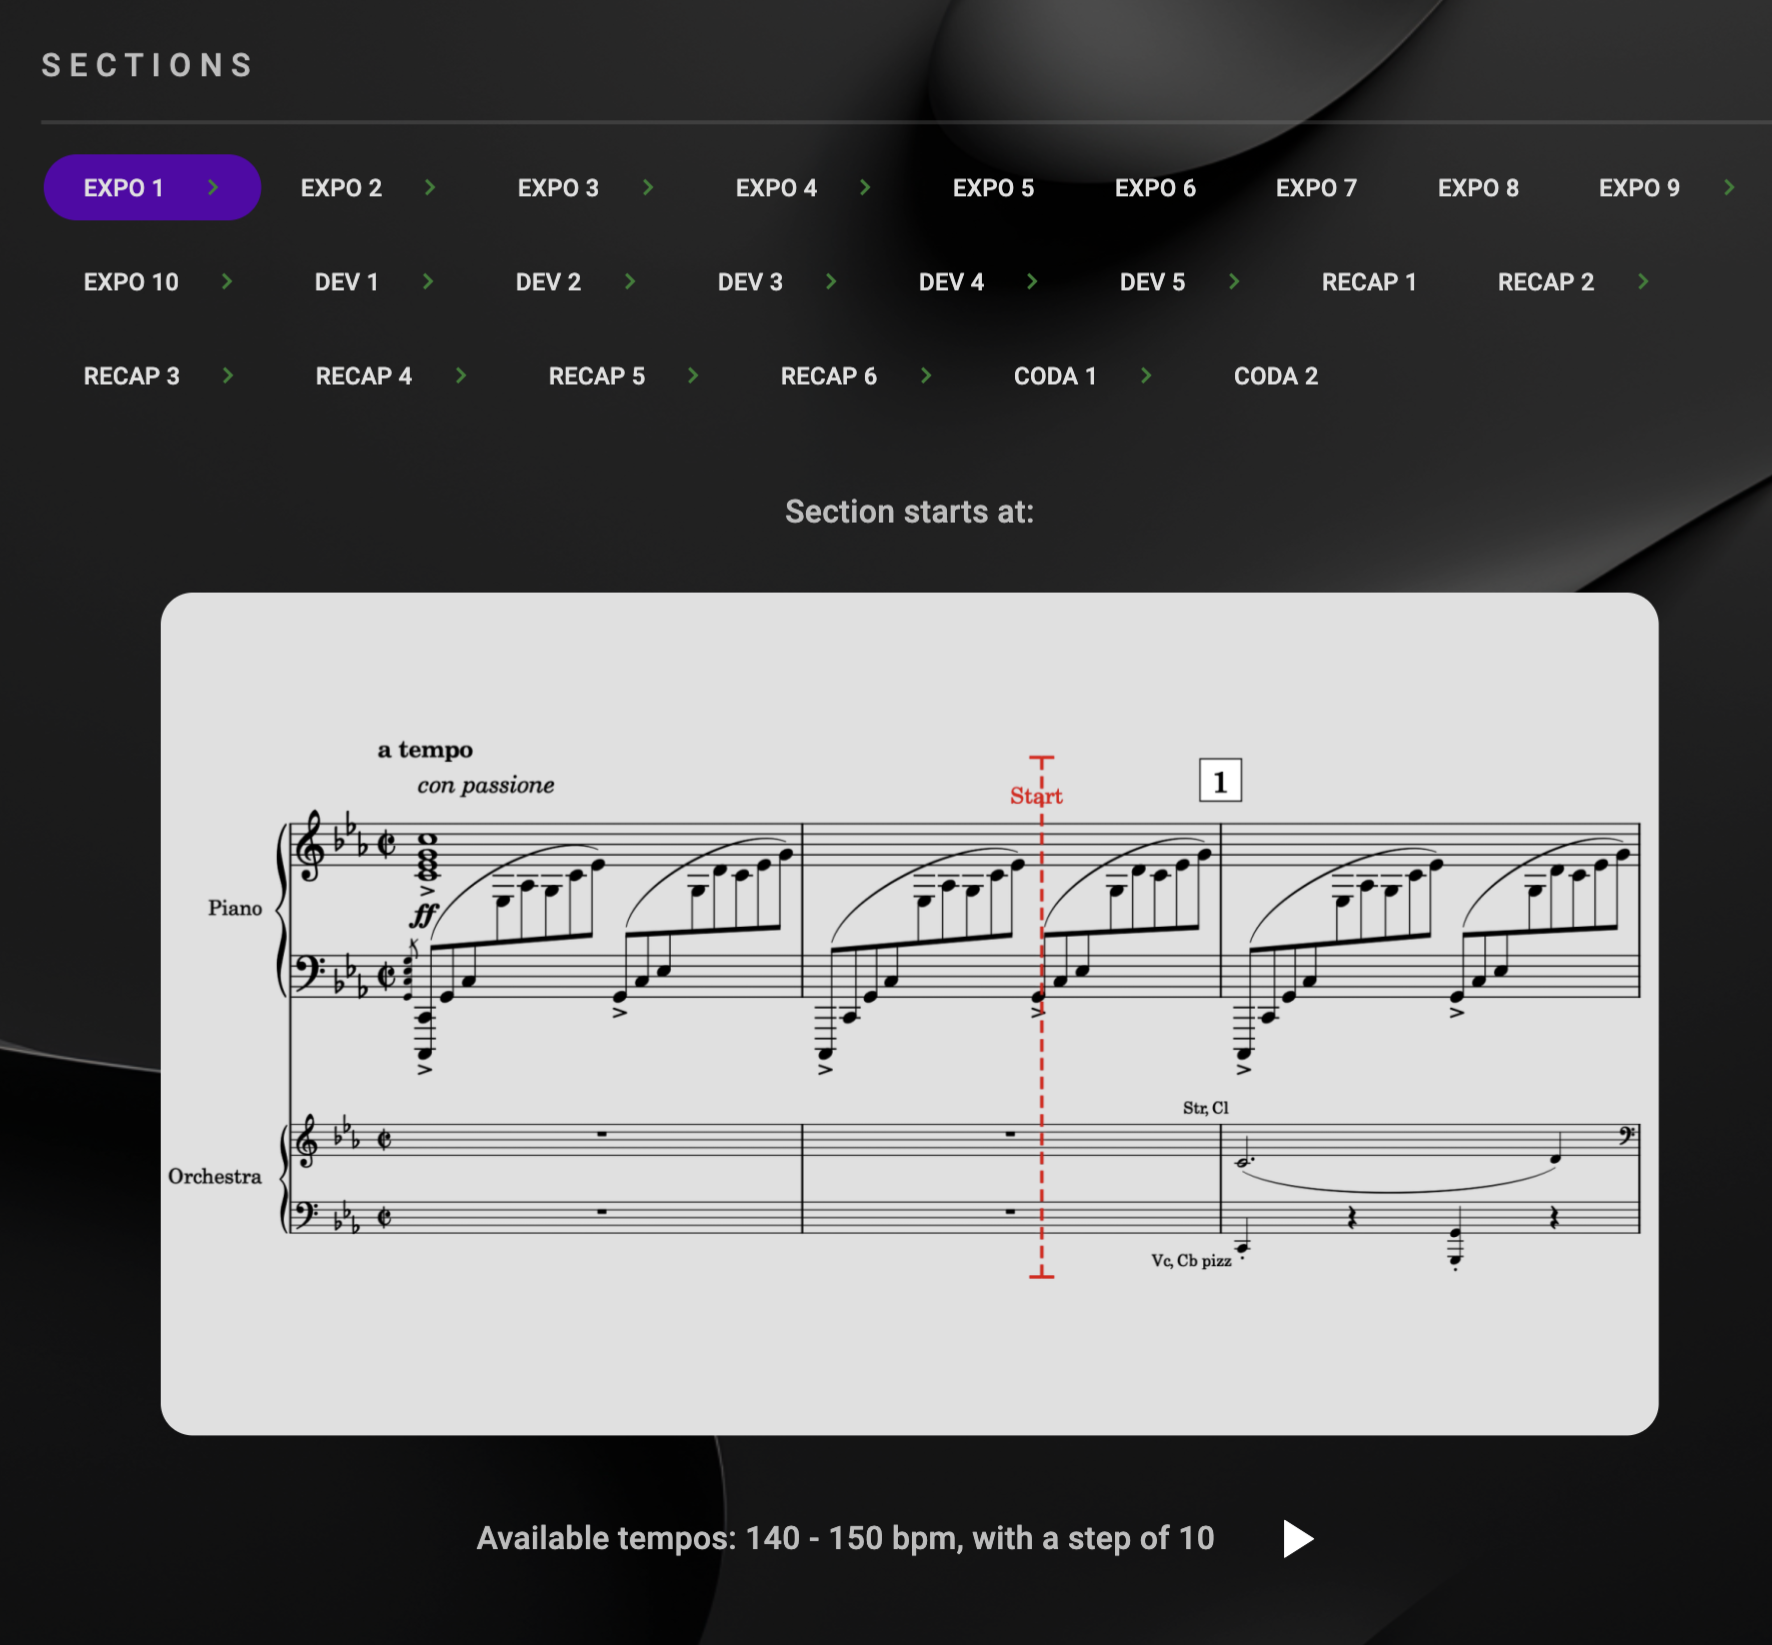 SECTIONS
EXPO 1 EXPO 2 EXPO 3 EXPO 4 EXPO 5 EXPO 6 EXPO 7 EXPO 8 EXPO 9
EXPO 10 DEV 1 DEV 2 DEV 3 DEV 4 DEV 5 RECAP 1 RECAP 2
RECAP 3 RECAP 4 RECAP 5 RECAP 6 CODA 1 CODA 2
Section starts at:
a tempo
con passione
Start
1
Piano
ff
Str, Cl
Orchestra
Vc, Cb pizz
Available tempos: 140 - 150 bpm, with a step of 10